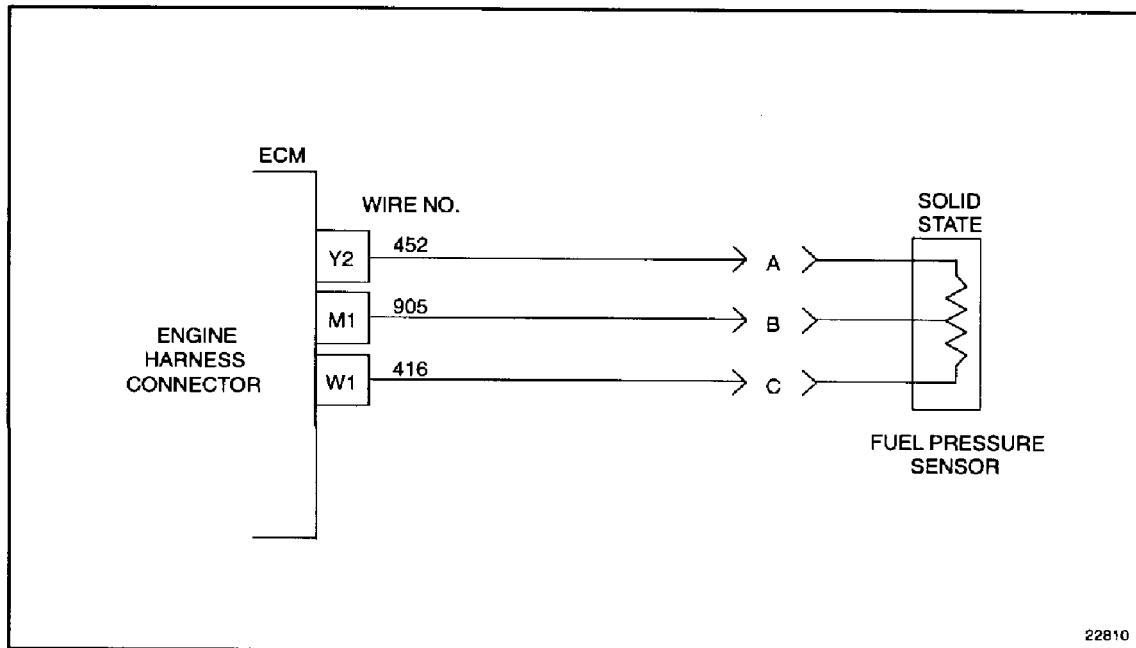 ECM
WIRE NO.
SOLID
STATE
Y2
452
A
M1
905
B
ENGINE
HARNESS
CONNECTOR
W1
416
C
FUEL PRESSURE
SENSOR
22810